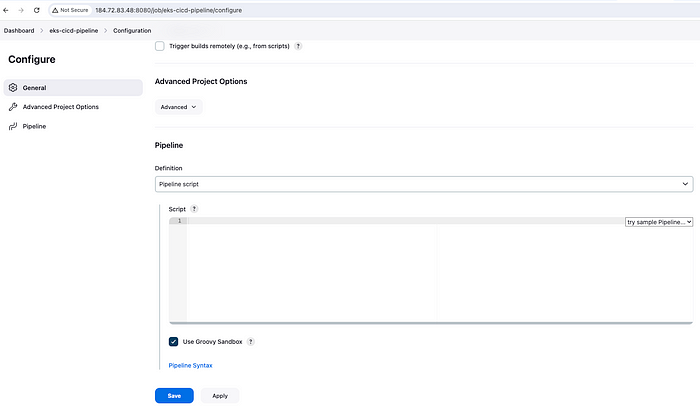 Not Secure 184.72.83.48:8080/job/eks-cicd-pipeline/configure
Dashboard > eks-cicd-pipeline > Configuration
Configure
General
Advanced Project Options
Pipeline
Trigger builds remotely (e.g., from scripts) ?
Advanced Project Options
Advanced
Pipeline
Definition
Pipeline script
Script ?
1
try sample Pipeline...
Use Groovy Sandbox ?
Pipeline Syntax
Save Apply